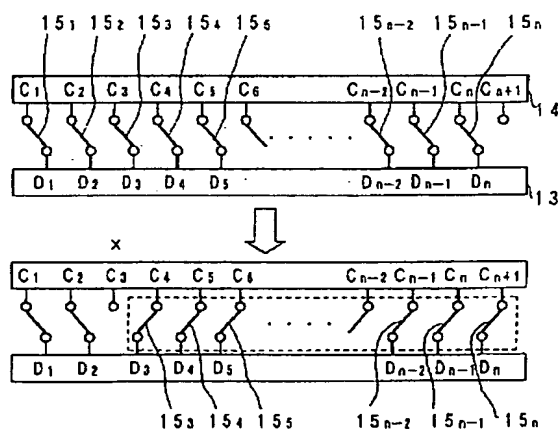 15₁ 15₂ 15₃ 15₄ 15₅ 15ₙ₋₂ 15ₙ₋₁ 15ₙ
C₁ C₂ C₃ C₄ C₅ C₆ Cₙ₋₂ Cₙ₋₁ Cₙ Cₙ₊₁
14
. . . . . .
D₁ D₂ D₃ D₄ D₅ Dₙ₋₂ Dₙ₋₁ Dₙ
13
×
C₁ C₂ C₃ C₄ C₅ C₆ Cₙ₋₂ Cₙ₋₁ Cₙ Cₙ₊₁
. . . . . .
D₁ D₂ D₃ D₄ D₅ Dₙ₋₂ Dₙ₋₁ Dₙ
15₃ 15₄ 15₅ 15ₙ₋₂ 15ₙ₋₁ 15ₙ